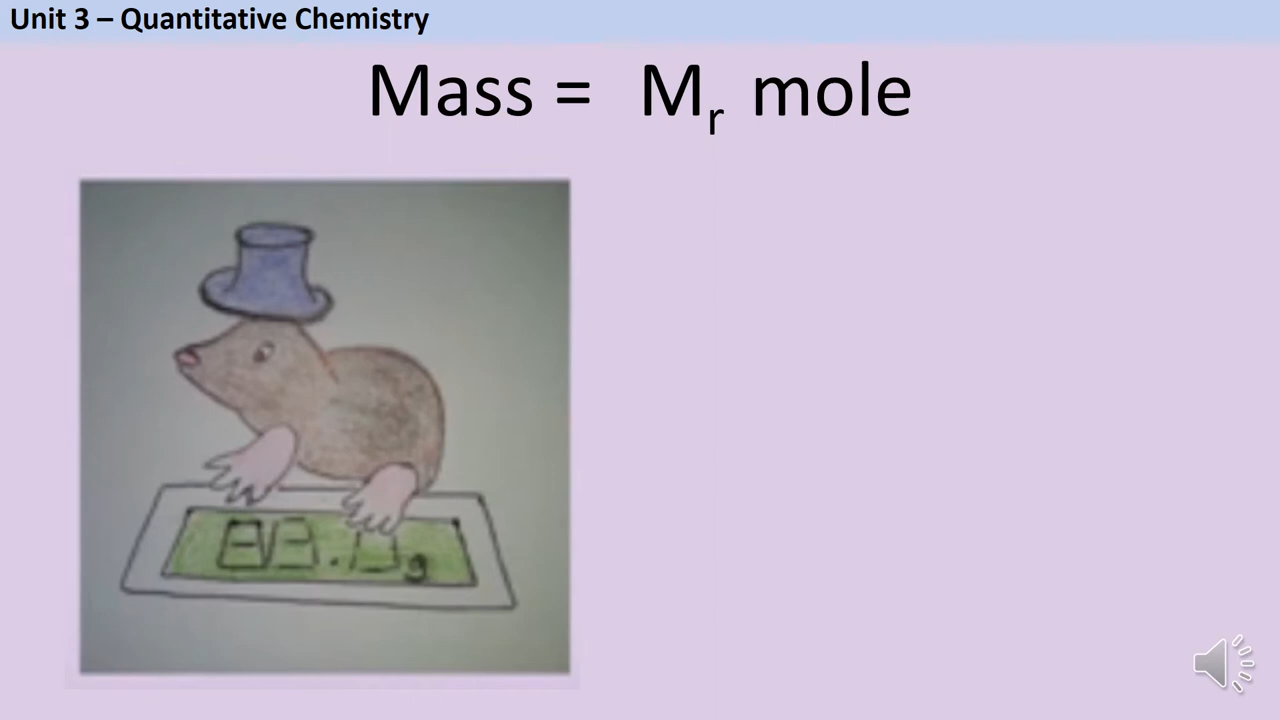 Unit 3 – Quantitative Chemistry
Mass = Mr mole